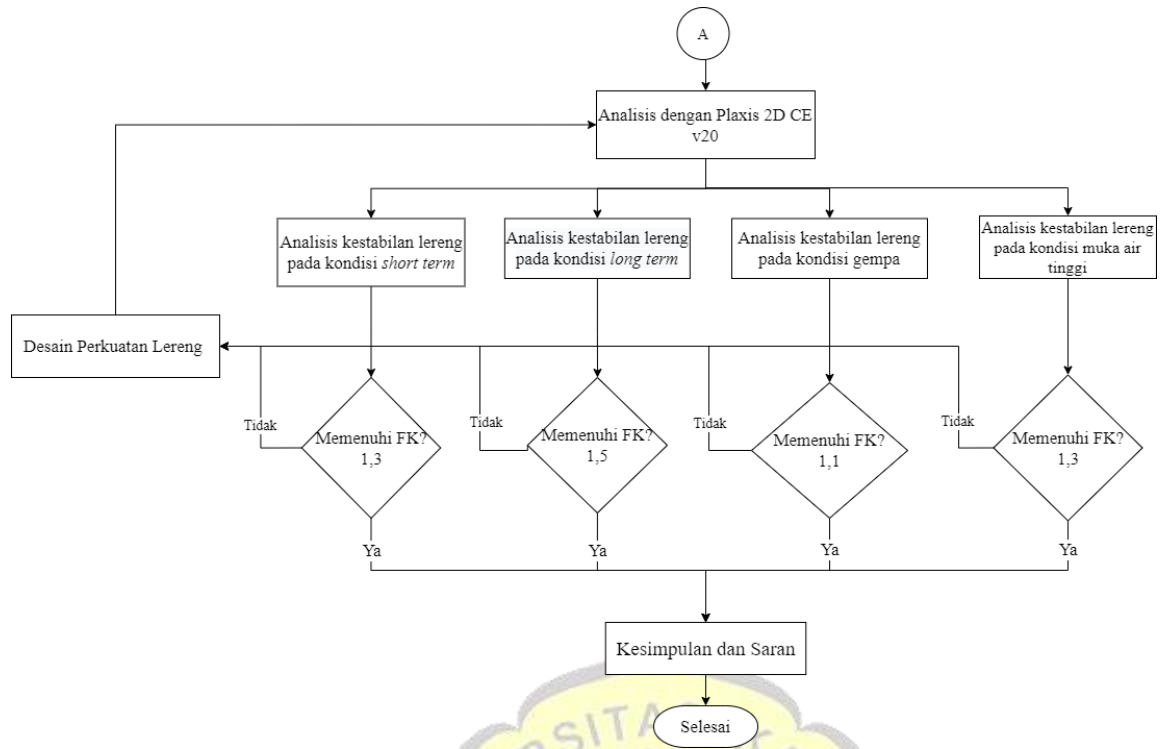 A
Analisis dengan Plaxis 2D CE
v20
Analisis kestabilan lereng
pada kondisi short term
Analisis kestabilan lereng
pada kondisi long term
Analisis kestabilan lereng
pada kondisi gempa
Analisis kestabilan lereng
pada kondisi muka air
tinggi
Desain Perkuatan Lereng
Tidak
Memenuhi FK?
1,3
Tidak
Memenuhi FK?
1,5
Tidak
Memenuhi FK?
1,1
Tidak
Memenuhi FK?
1,3
Ya
Ya
Ya
Ya
Kesimpulan dan Saran
Selesai